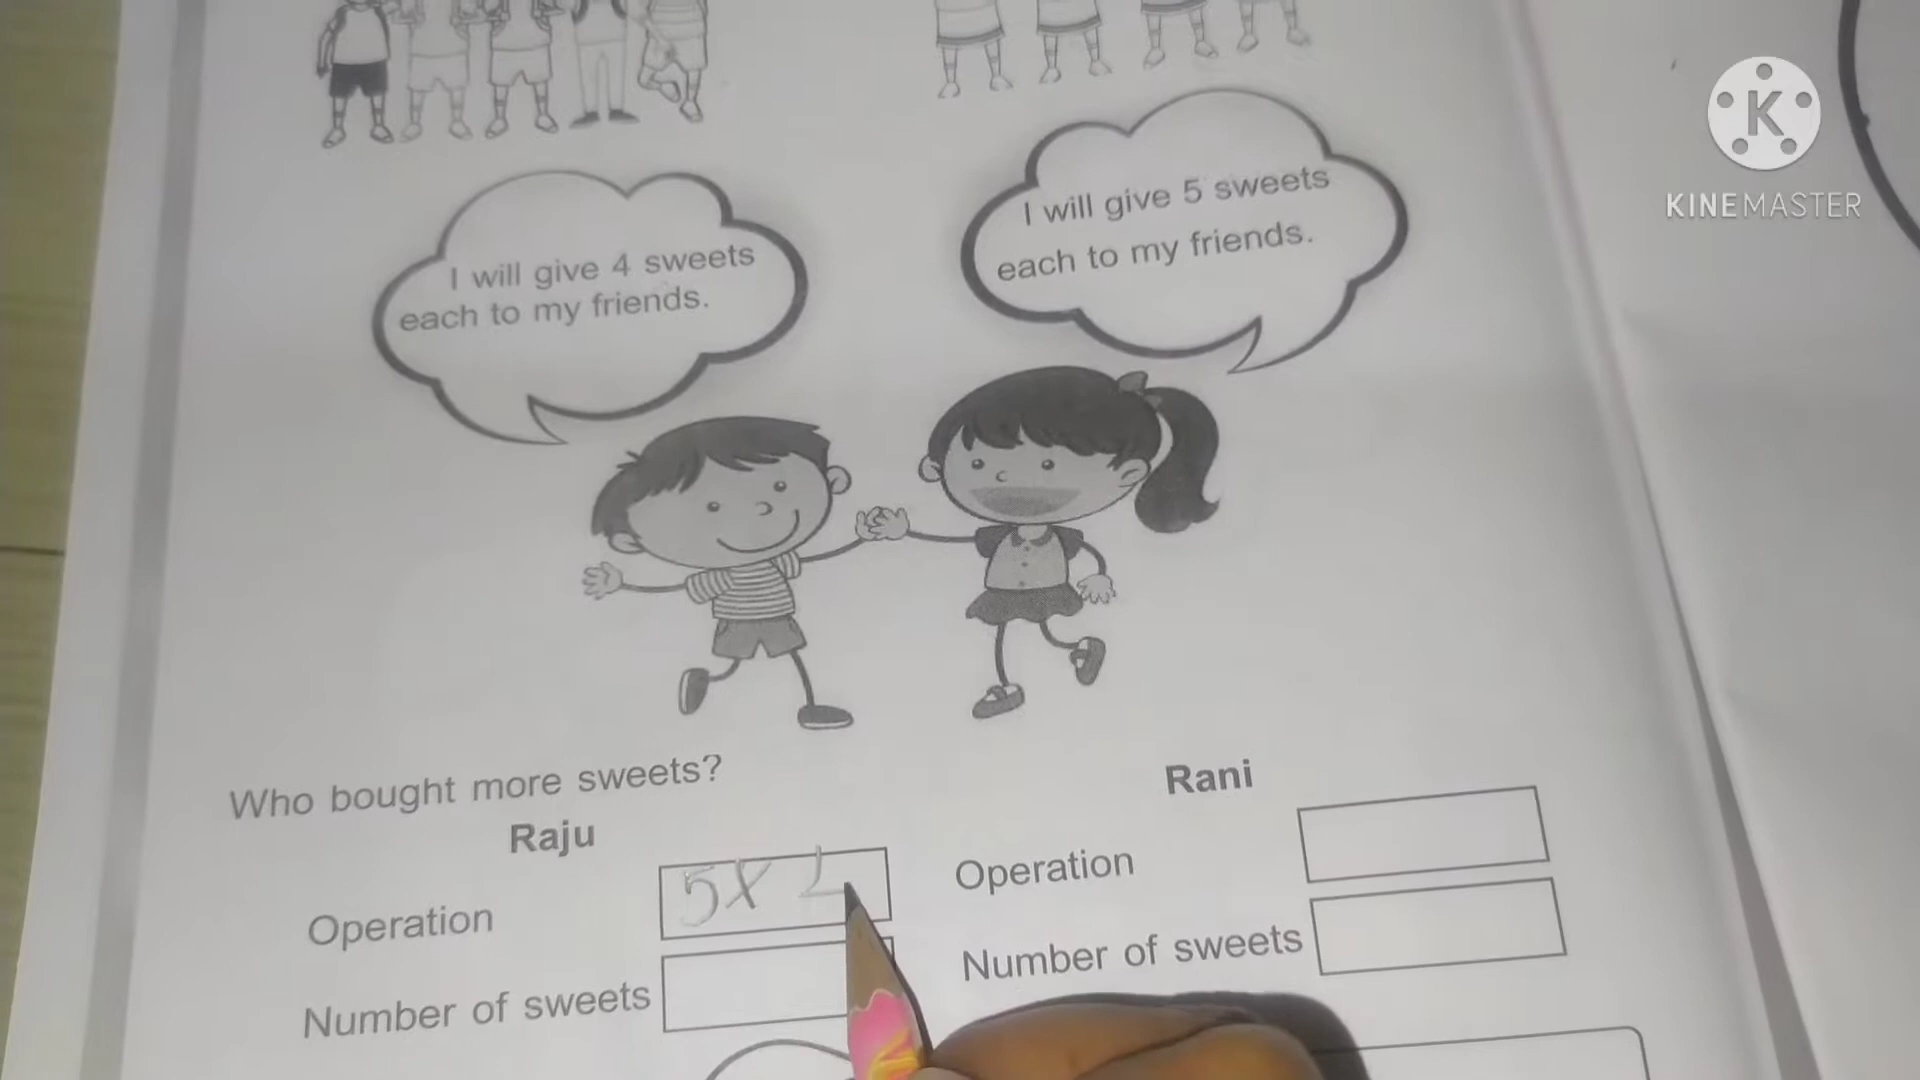 I will give 4 sweets
each to my friends.
I will give 5 sweets
each to my friends.
K
KINEMASTER
Who bought more sweets?
Raju
Operation
5 X
Number of sweets
Rani
Operation
Number of sweets